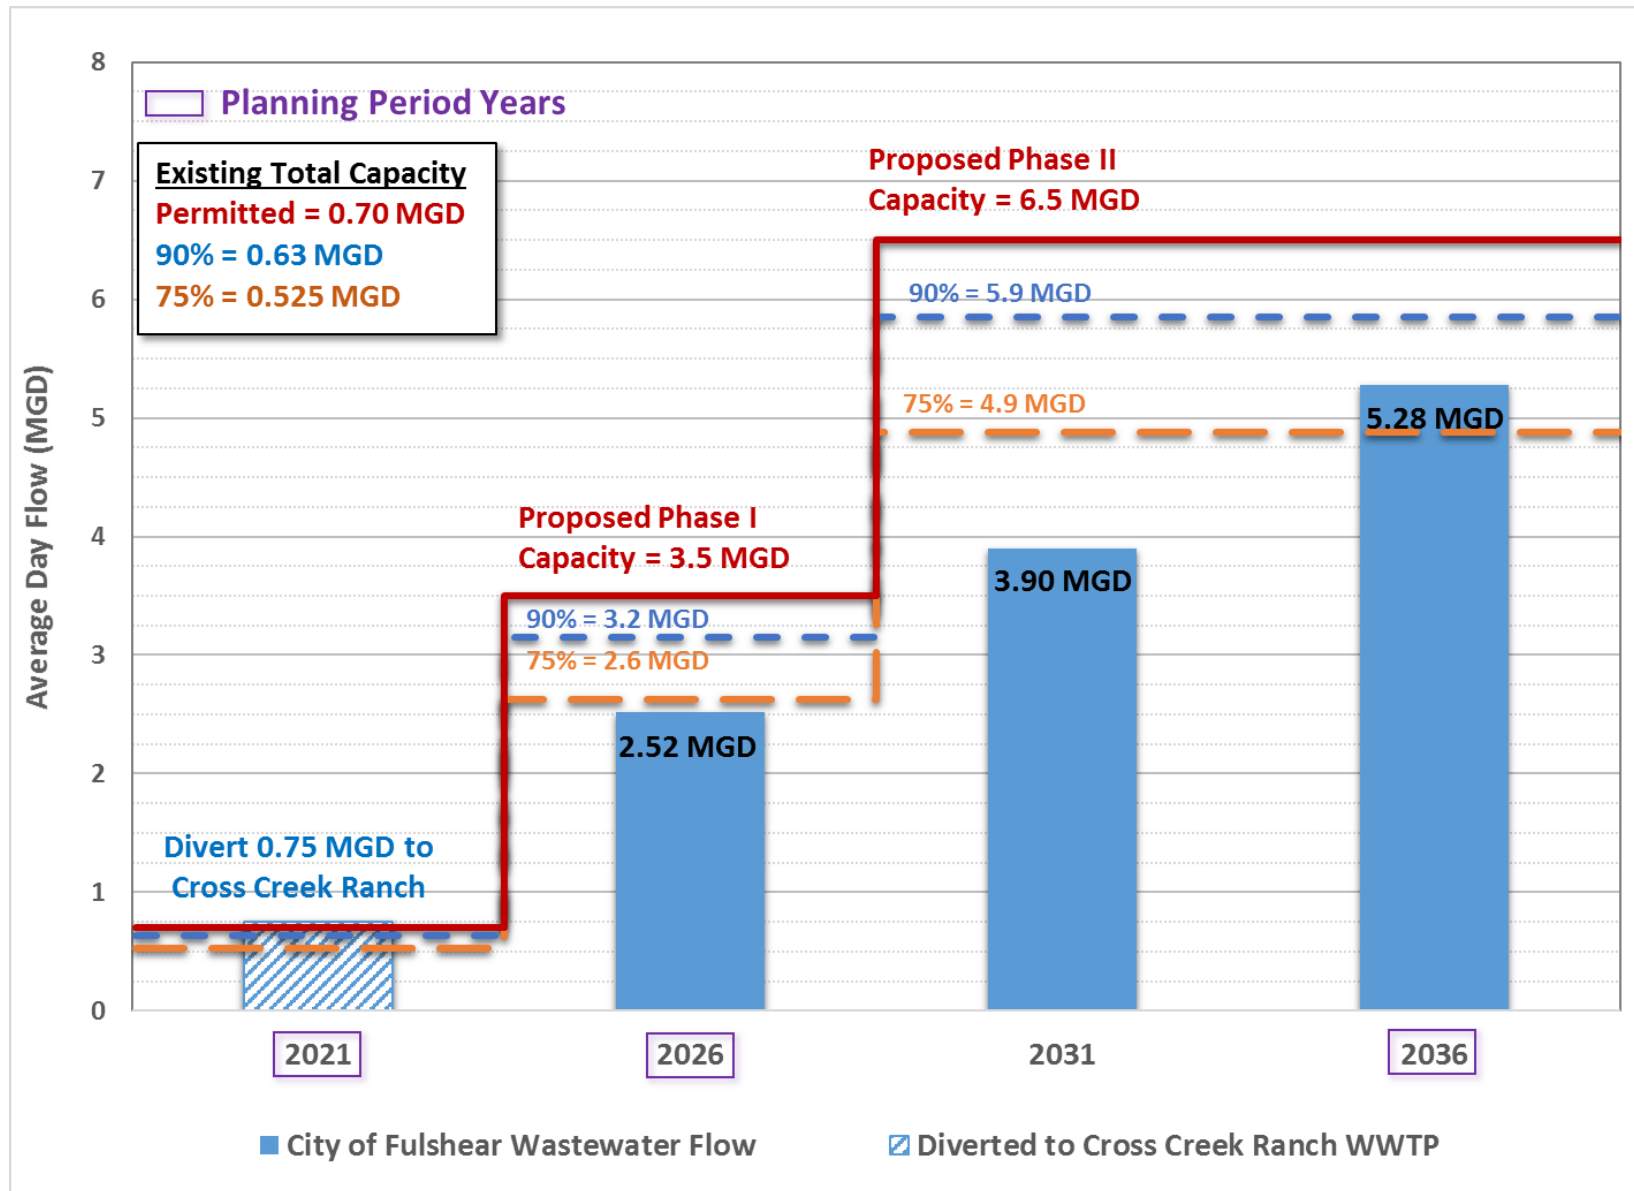 8
Planning Period Years
Existing Total Capacity
Permitted = 0.70 MGD
90% = 0.63 MGD
75% = 0.525 MGD
Proposed Phase II
Capacity = 6.5 MGD
7
6
90% = 5.9 MGD
75% = 4.9 MGD
5
5.28 MGD
Proposed Phase I
Capacity = 3.5 MGD
4
3.90 MGD
90% = 3.2 MGD
75% = 2.6 MGD
3
2.52 MGD
2
Divert 0.75 MGD to
Cross Creek Ranch
1
0
Average Day Flow (MGD)
2021
2026
2031
2036
City of Fulshear Wastewater Flow
Diverted to Cross Creek Ranch WWTP